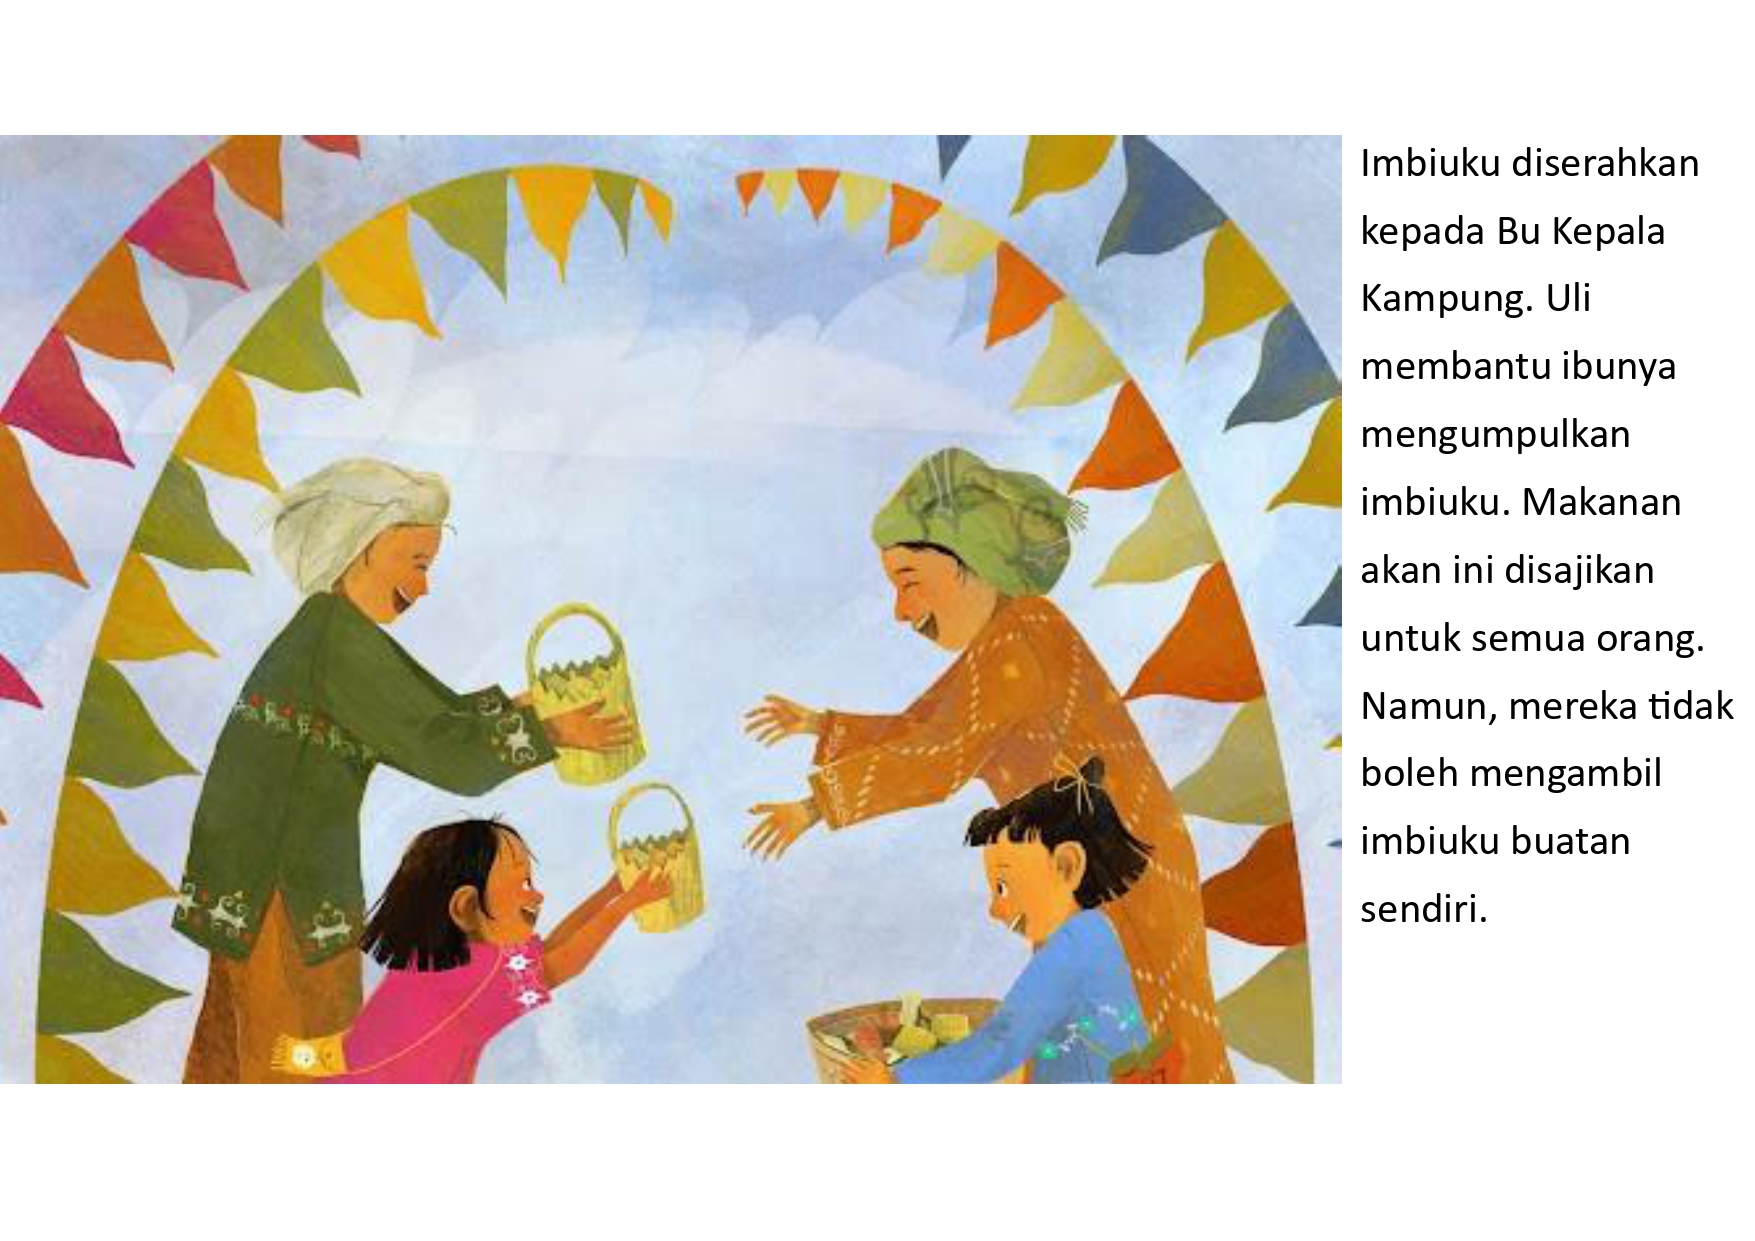 Imbiuku diserahkan
kepada Bu Kepala
Kampung. Uli
membantu ibunya
mengumpulkan
imbiuku. Makanan
akan ini disajikan
untuk semua orang.
Namun, mereka tidak
boleh mengambil
imbiuku buatan
sendiri.